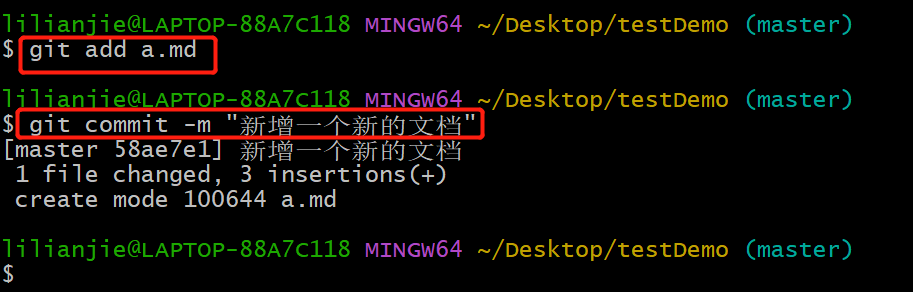 lilianjie@LAPTOP-88A7C118 MINGW64 ~/Desktop/testDemo (master)
$ git add a.md
lilianjie@LAPTOP-88A7C118 MINGW64 ~/Desktop/testDemo (master)
$ git commit -m "新增一个新的文档"
[master 58ae7e1] 新增一个新的文档
1 file changed, 3 insertions(+)
create mode 100644 a.md
lilianjie@LAPTOP-88A7C118 MINGW64 ~/Desktop/testDemo (master)
$